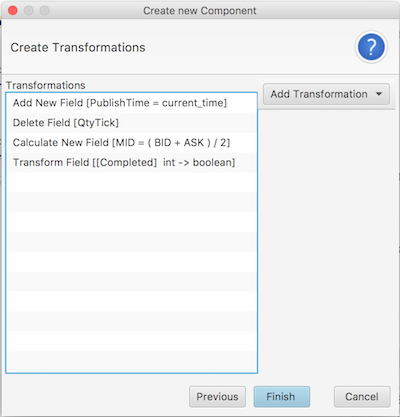 Create new Component
Create Transformations
?
Transformations
Add New Field [PublishTime = current_time]
Delete Field [QtyTick]
Calculate New Field [MID = ( BID + ASK ) / 2]
Transform Field [[Completed]  int -> boolean]
Add Transformation
Previous
Finish
Cancel